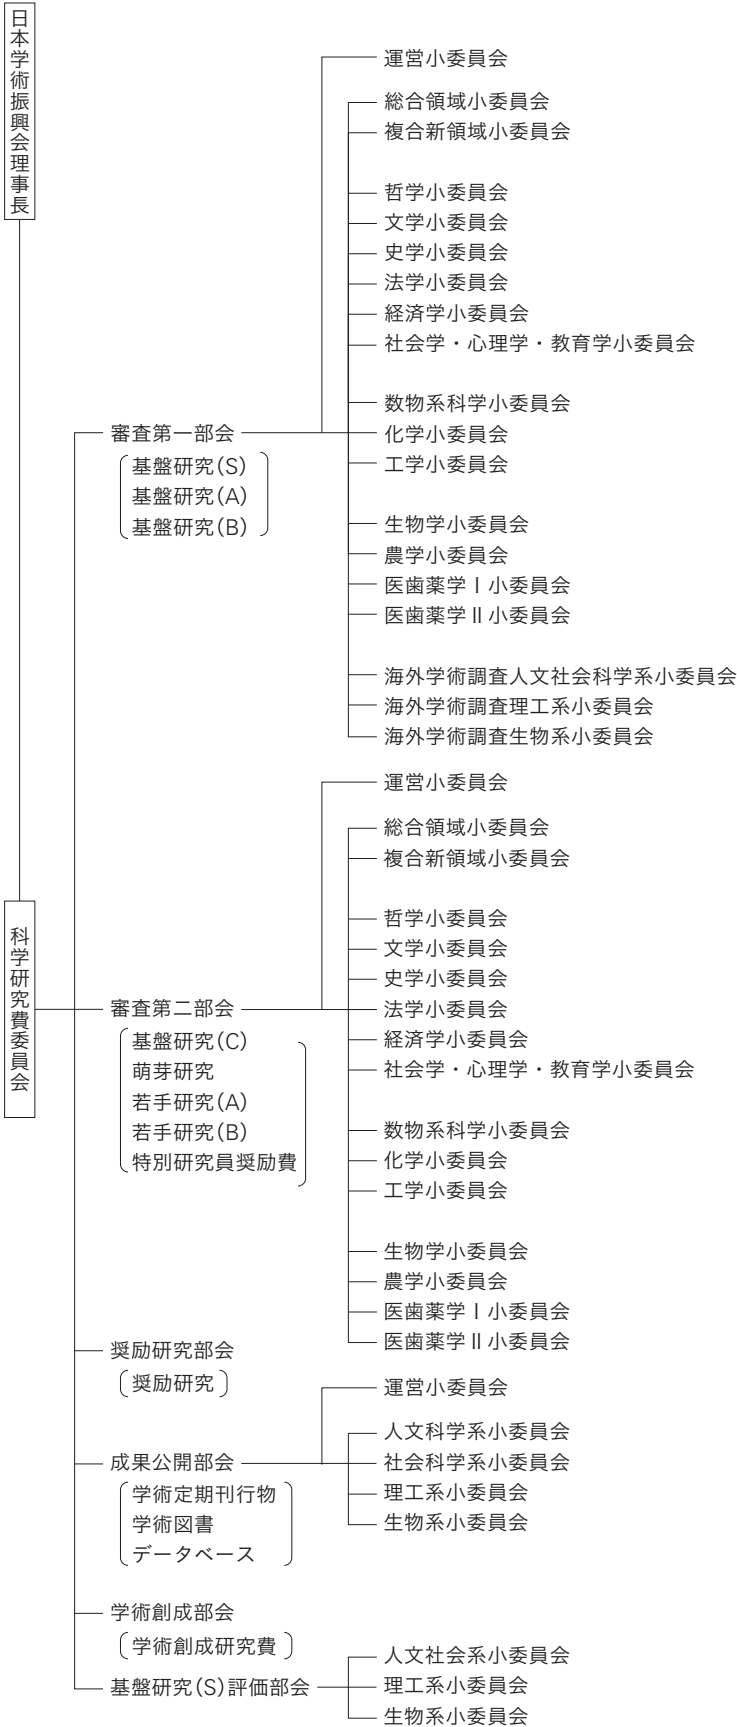 日本学術振興会理事長
科学研究費委員会
審査第一部会
基盤研究(S)
基盤研究(A)
基盤研究(B)
運営小委員会
総合領域小委員会
複合新領域小委員会
哲学小委員会
文学小委員会
史学小委員会
法学小委員会
経済学小委員会
社会学・心理学・教育学小委員会
数物系科学小委員会
化学小委員会
工学小委員会
生物学小委員会
農学小委員会
医歯薬学Ⅰ小委員会
医歯薬学Ⅱ小委員会
海外学術調査人文社会科学系小委員会
海外学術調査理工系小委員会
海外学術調査生物系小委員会
審査第二部会
基盤研究(C)
萌芽研究
若手研究(A)
若手研究(B)
特別研究員奨励費
運営小委員会
総合領域小委員会
複合新領域小委員会
哲学小委員会
文学小委員会
史学小委員会
法学小委員会
経済学小委員会
社会学・心理学・教育学小委員会
数物系科学小委員会
化学小委員会
工学小委員会
生物学小委員会
農学小委員会
医歯薬学Ⅰ小委員会
医歯薬学Ⅱ小委員会
奨励研究部会
奨励研究
成果公開部会
学術定期刊行物
学術図書
データベース
運営小委員会
人文科学系小委員会
社会科学系小委員会
理工系小委員会
生物系小委員会
学術創成部会
学術創成研究費
基盤研究(S)評価部会
人文社会系小委員会
理工系小委員会
生物系小委員会